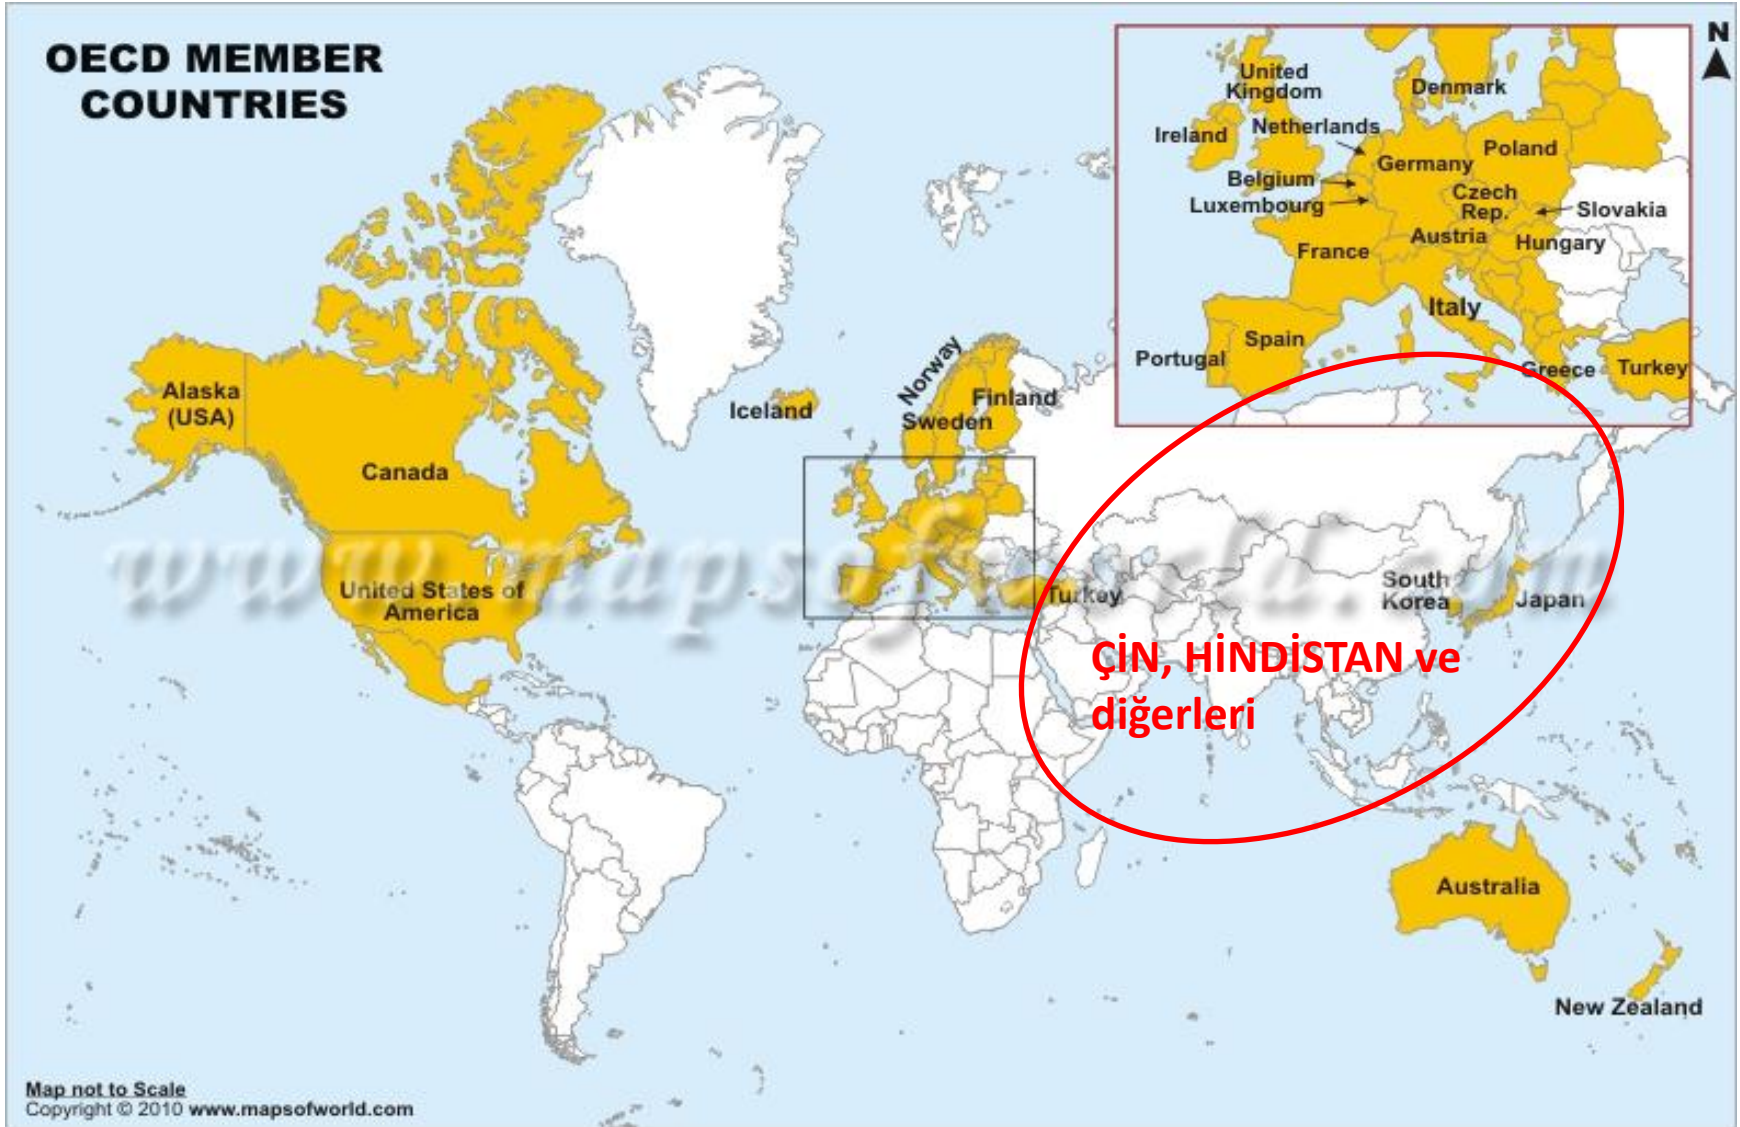 OECD MEMBER
COUNTRIES
N
United
Kingdom
Denmark
Ireland
Netherlands
Poland
Germany
Belgium
Czech
Rep.
Luxembourg
Slovakia
Austria
Hungary
France
Italy
Spain
Portugal
Greece
Turkey
Alaska
(USA)
Canada
Iceland
Norway
Sweden
Finland
www.mapsofworld.com
United States of
America
Turkey
South
Korea
Japan
ÇİN, HİNDİSTAN ve
diğerleri
Australia
New Zealand
Map not to Scale
Copyright © 2010 www.mapsofworld.com